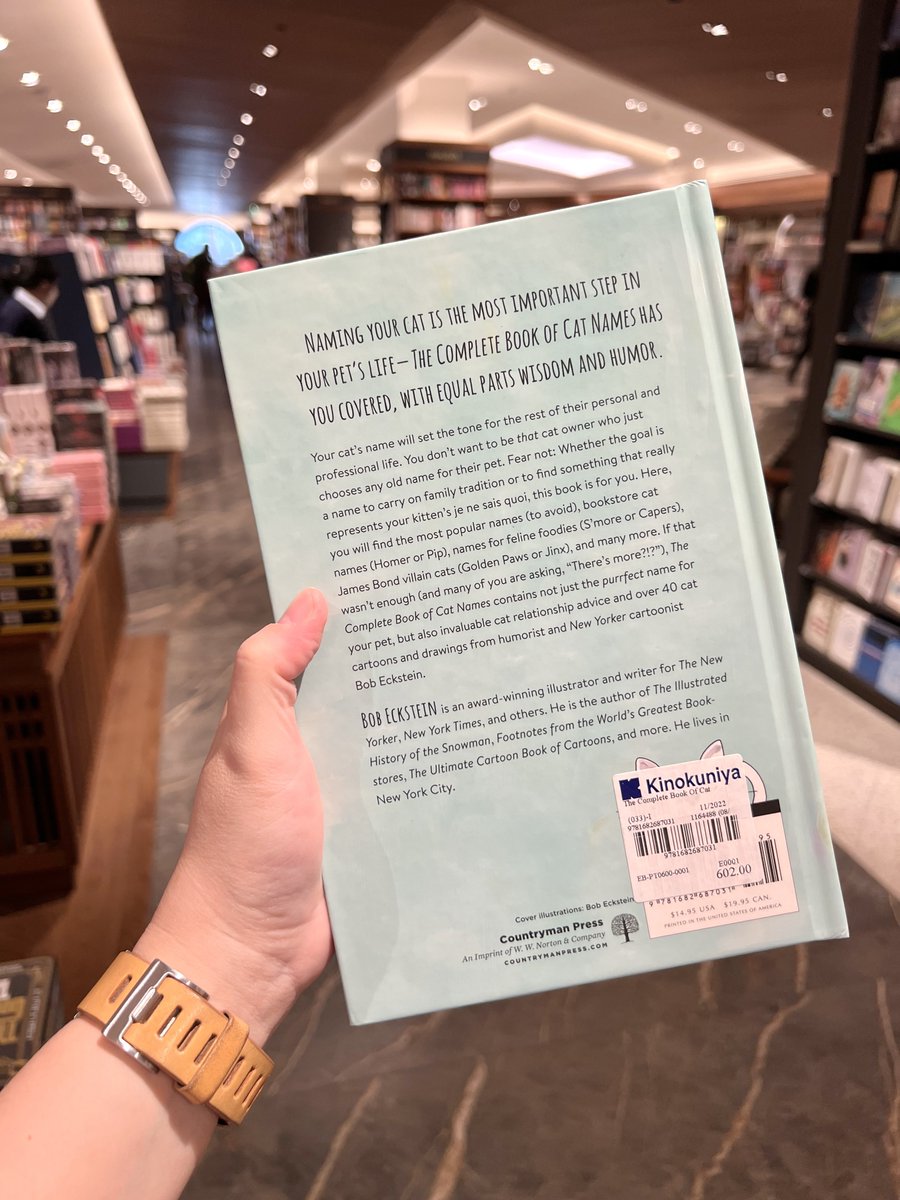 NAMING YOUR CAT IS THE MOST IMPORTANT STEP IN
YOUR PET'S LIFE—THE COMPLETE BOOK OF CAT NAMES HAS
YOU COVERED, WITH EQUAL PARTS WISDOM AND HUMOR.
Your cat's name will set the tone for the rest of their personal and
professional life. You don't want to be that cat owner who just
chooses any old name for their pet. Fear not: Whether the goal is
a name to carry on family tradition or to find something that really
represents your kitten's je ne sais quoi, this book is for you. Here,
you will find the most popular names (to avoid), bookstore cat
names (Homer or Pip), names for feline foodies (S'more or Capers),
James Bond villain cats (Golden Paws or Jinx), and many more. If that
wasn't enough (and many of you are asking, "There's more?!?"), The
Complete Book of Cat Names contains not just the purrfect name for
your pet, but also invaluable cat relationship advice and over 40 cat
cartoons and drawings from humorist and New Yorker cartoonist
Bob Eckstein.
BOB ECKSTEIN is an award-winning illustrator and writer for The New
Yorker, New York Times, and others. He is the author of The Illustrated
History of the Snowman, Footnotes from the World's Greatest Book-
stores, The Ultimate Cartoon Book of Cartoons, and more. He lives in
New York City.
Kinokuniya
The Complete Book Of Cat
(033)-I 11/2022
9781682687031 1164488 (08/
9781682687031
EB-PT0600-0001 E0001
602.00
9 5
9 781682 687031
$14.95 USA $19.95 CAN.
PRINTED IN THE UNITED STATES OF AMERICA
Cover illustrations: Bob Eckstein
Countryman Press
An Imprint of W. W. Norton & Company
COUNTRYMANPRESS.COM